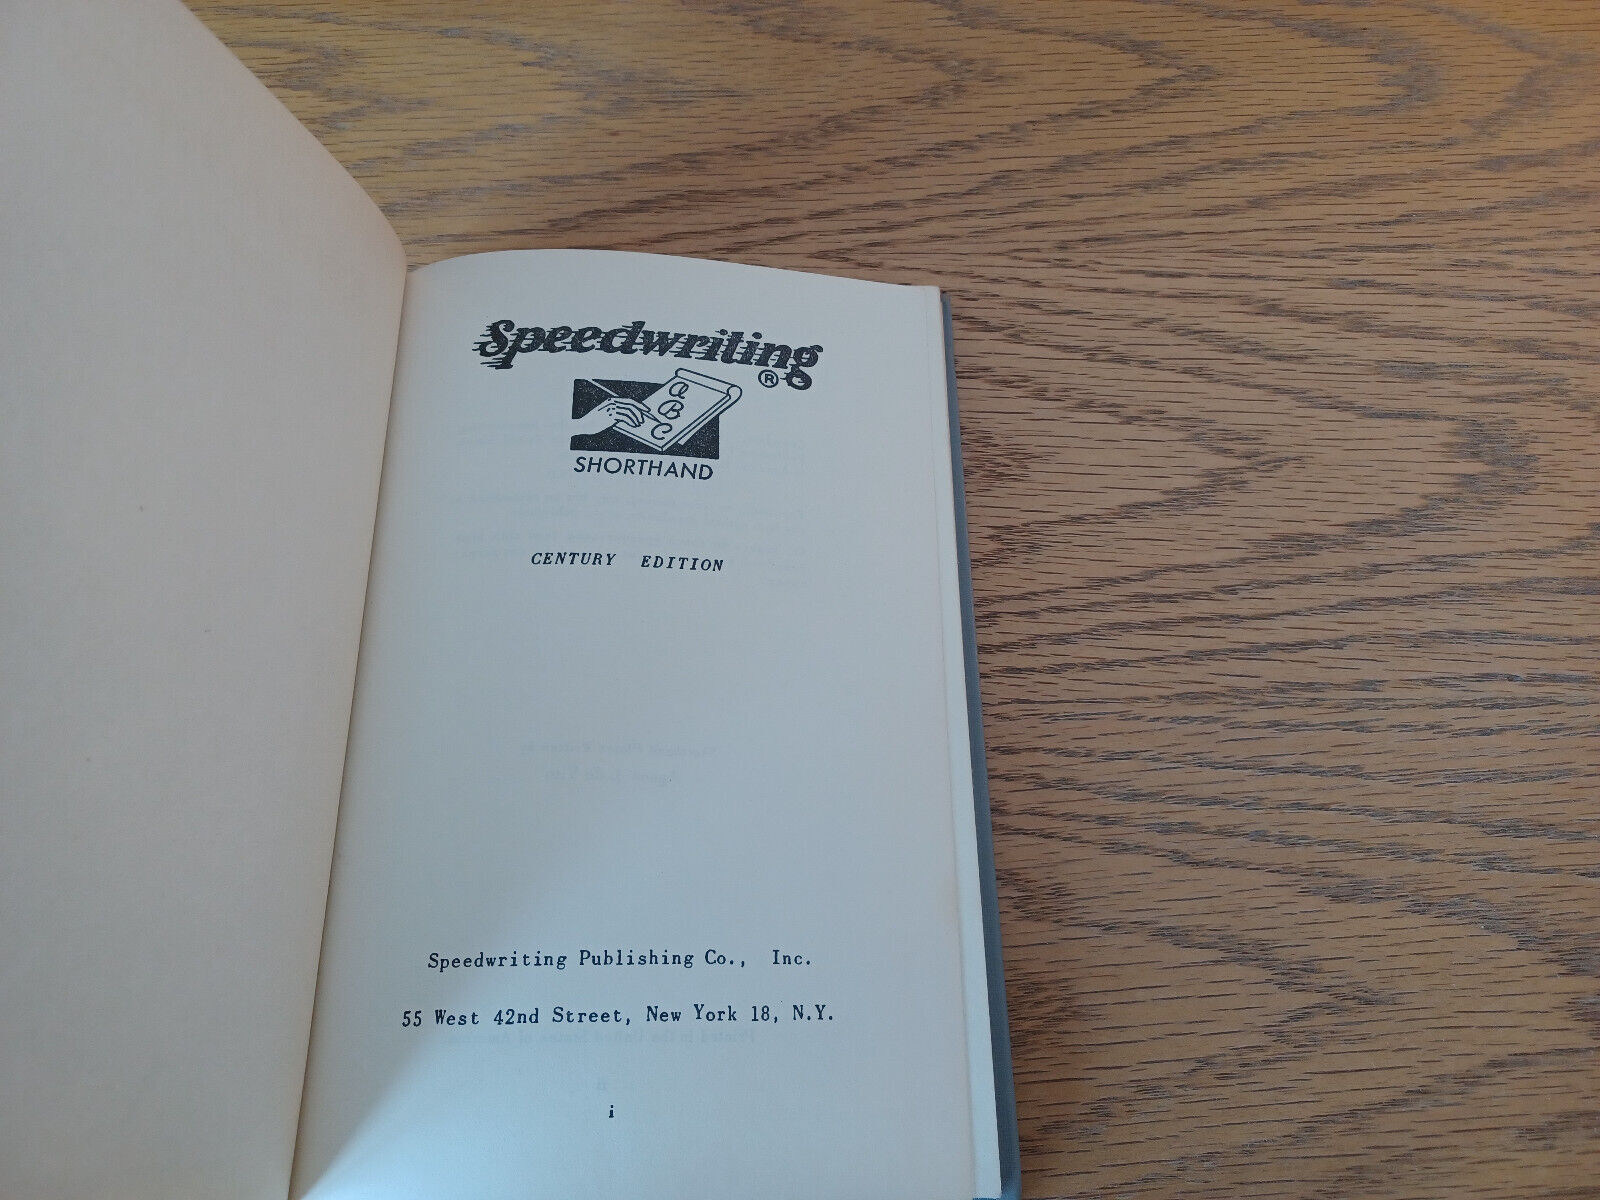 Speedwriting
®
a
B
C
SHORTHAND
CENTURY EDITION
Speedwriting Publishing Co., Inc.
55 West 42nd Street, New York 18, N.Y.
i